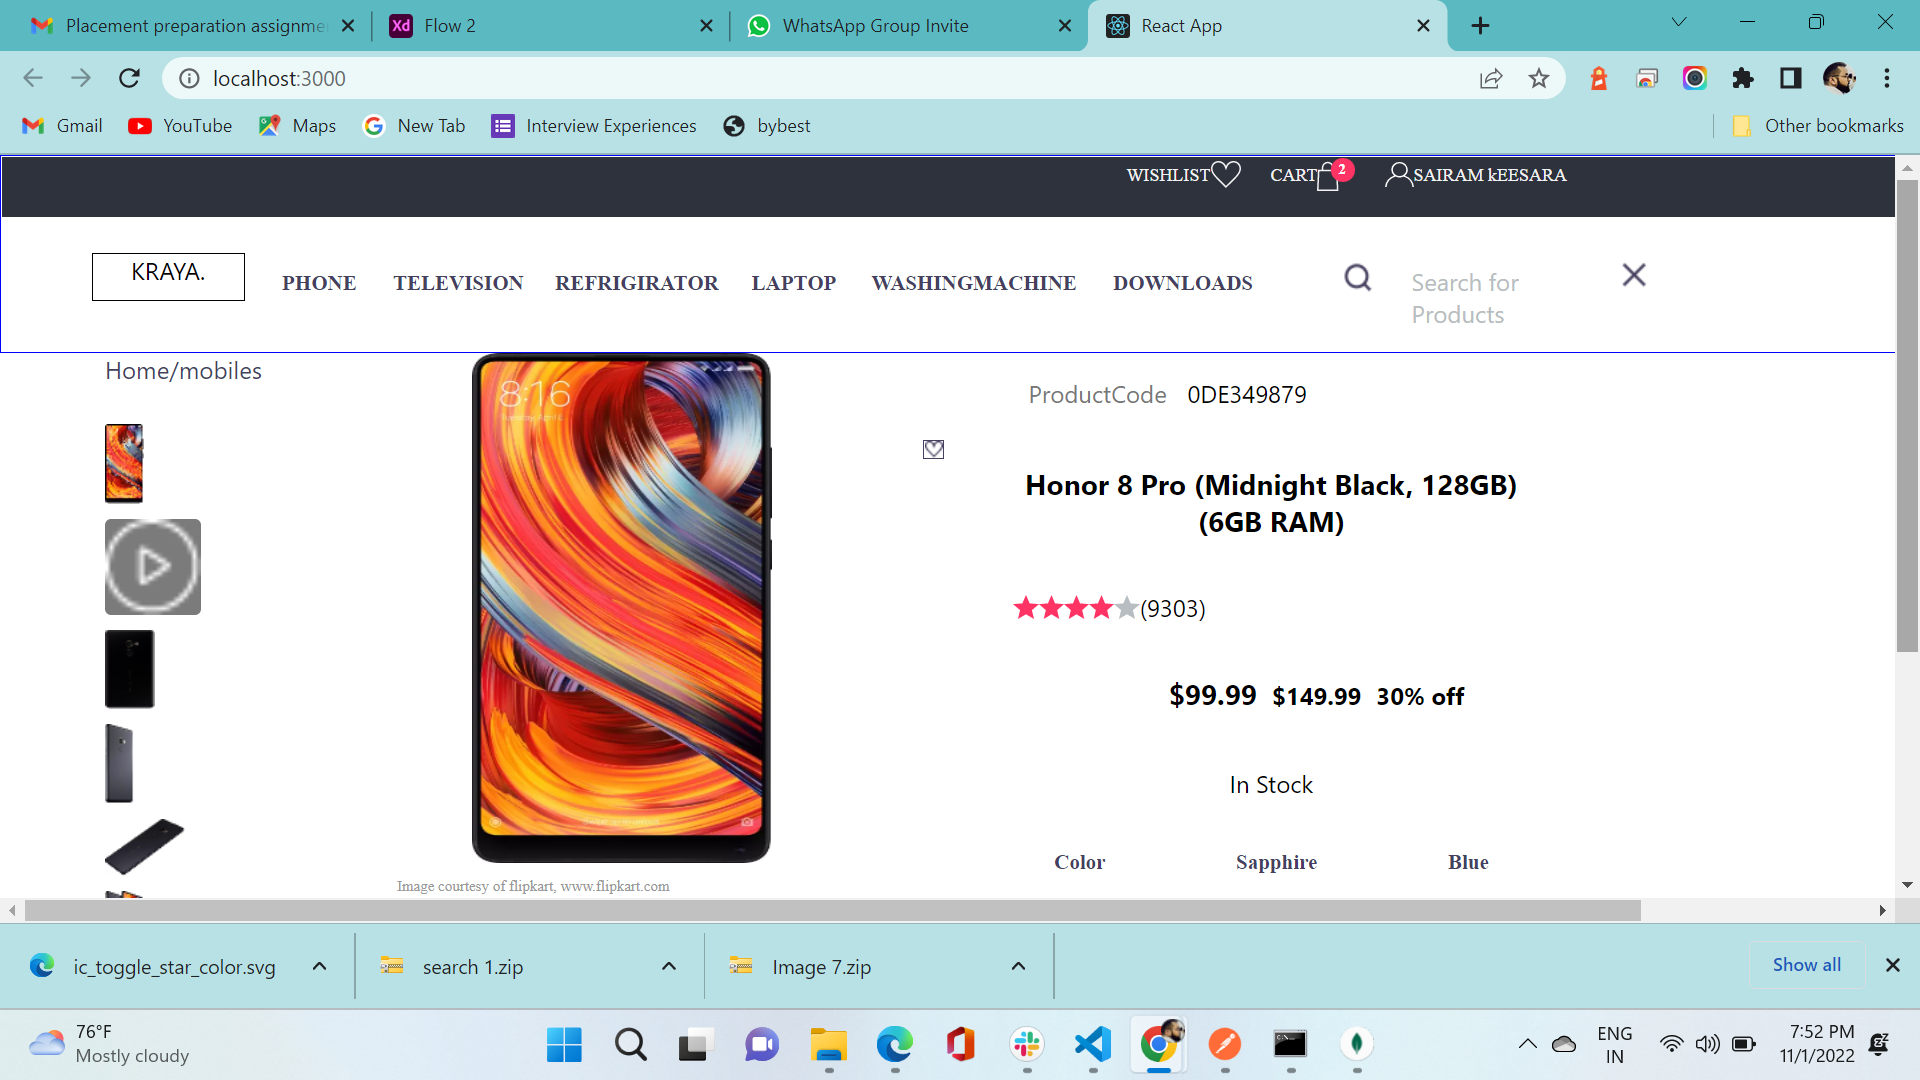 Placement preparation assignme
Flow 2
WhatsApp Group Invite
React App
localhost:3000
Gmail
YouTube
Maps
New Tab
Interview Experiences
bybest
Other bookmarks
WISHLIST
CART
2
SAIRAM kEESARA
KRAYA.
PHONE
TELEVISION
REFRIGIRATOR
LAPTOP
WASHINGMACHINE
DOWNLOADS
Search for
Products
Home/mobiles
8:16
ProductCode 0DE349879
Honor 8 Pro (Midnight Black, 128GB)
(6GB RAM)
(9303)
$99.99 $149.99 30% off
In Stock
Color
Sapphire
Blue
Image courtesy of flipkart, www.flipkart.com
ic_toggle_star_color.svg
search 1.zip
Image 7.zip
Show all
76°F
Mostly cloudy
ENG
IN
7:52 PM
11/1/2022